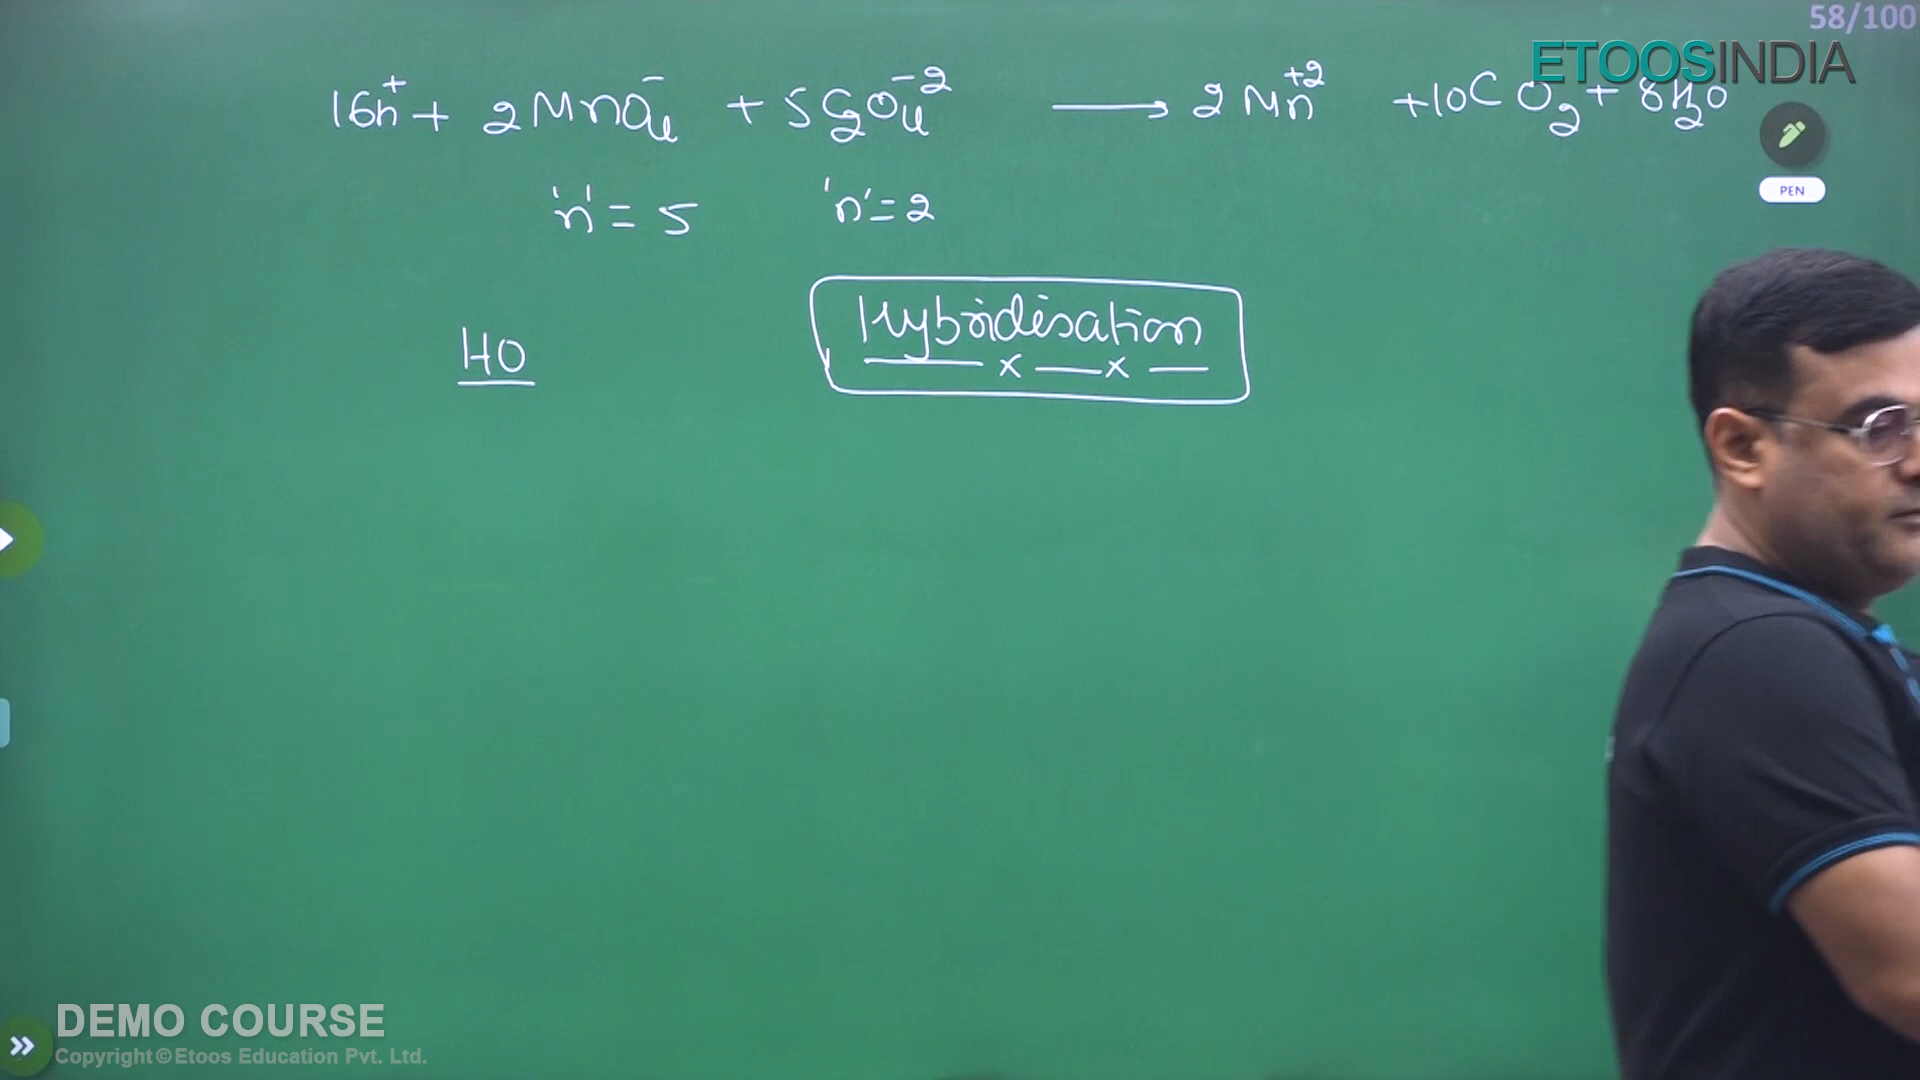 58/100
ETOOSINDIA
16H⁺ + 2MnO₄⁻ + 5C₂O₄⁻² ⟶ 2Mn⁺² + 10CO₂ + 8H₂O
PEN
'n' = 5 'n' = 2
Hybridisation
HO
DEMO COURSE
Copyright © Etoos Education Pvt. Ltd.